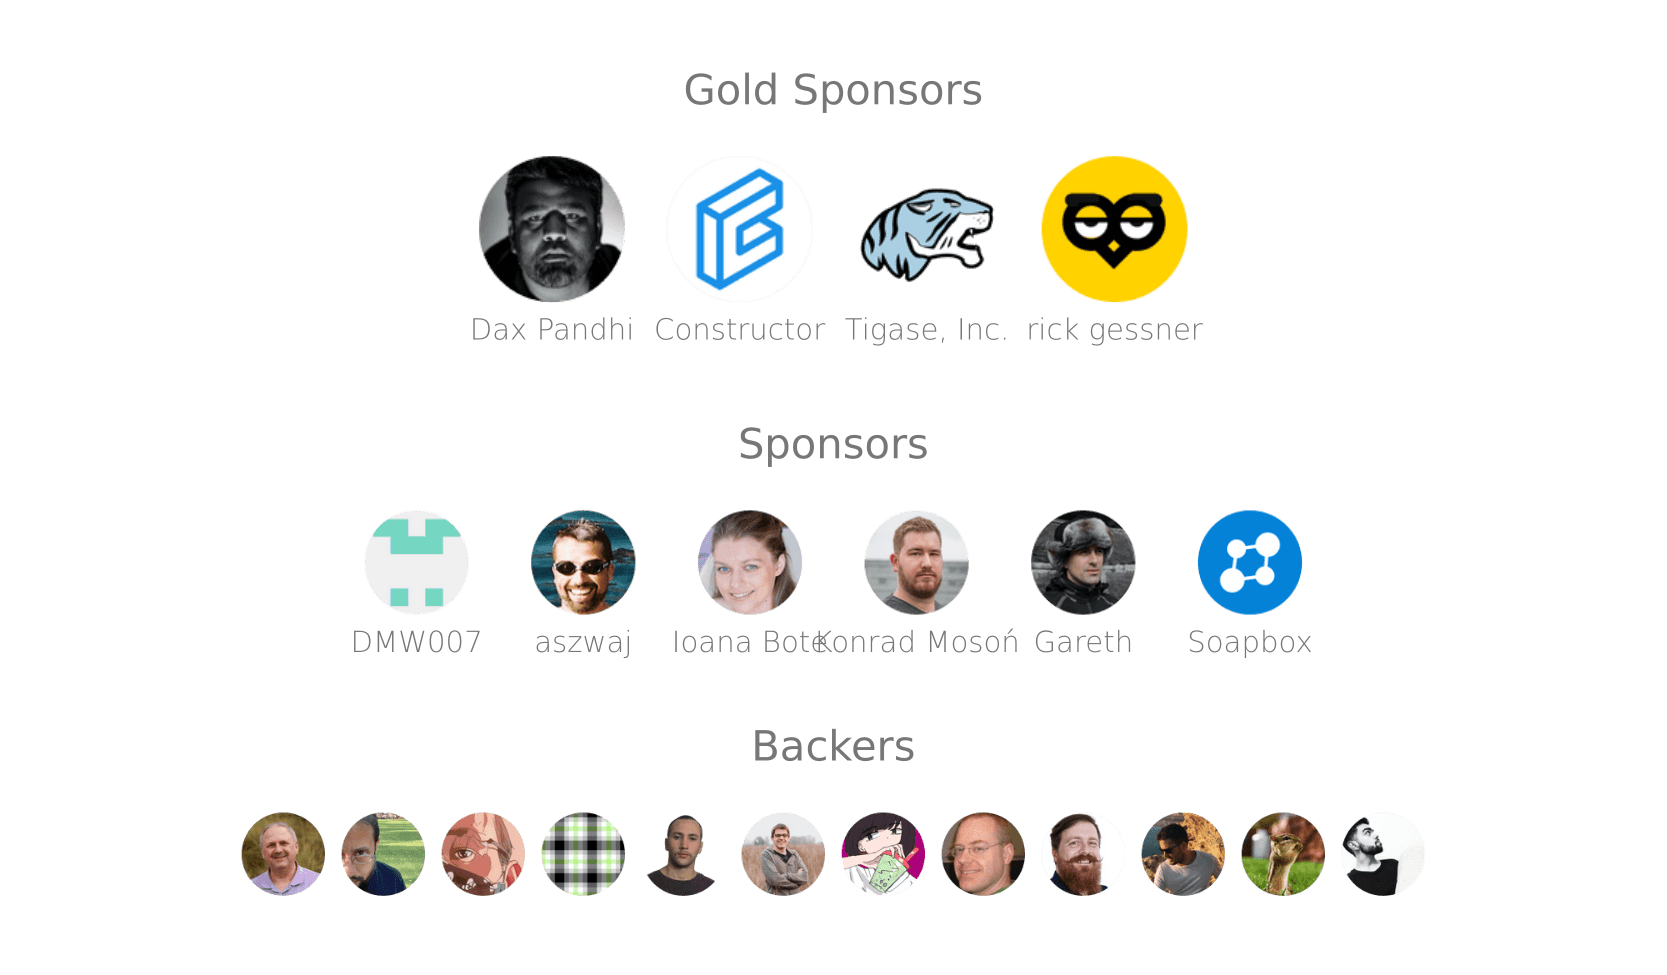 Gold Sponsors
Dax Pandhi Constructor Tigase, Inc. rick gessner
Sponsors
DMW007 aszwaj Ioana Bote Konrad Mosoń Gareth Soapbox
Backers